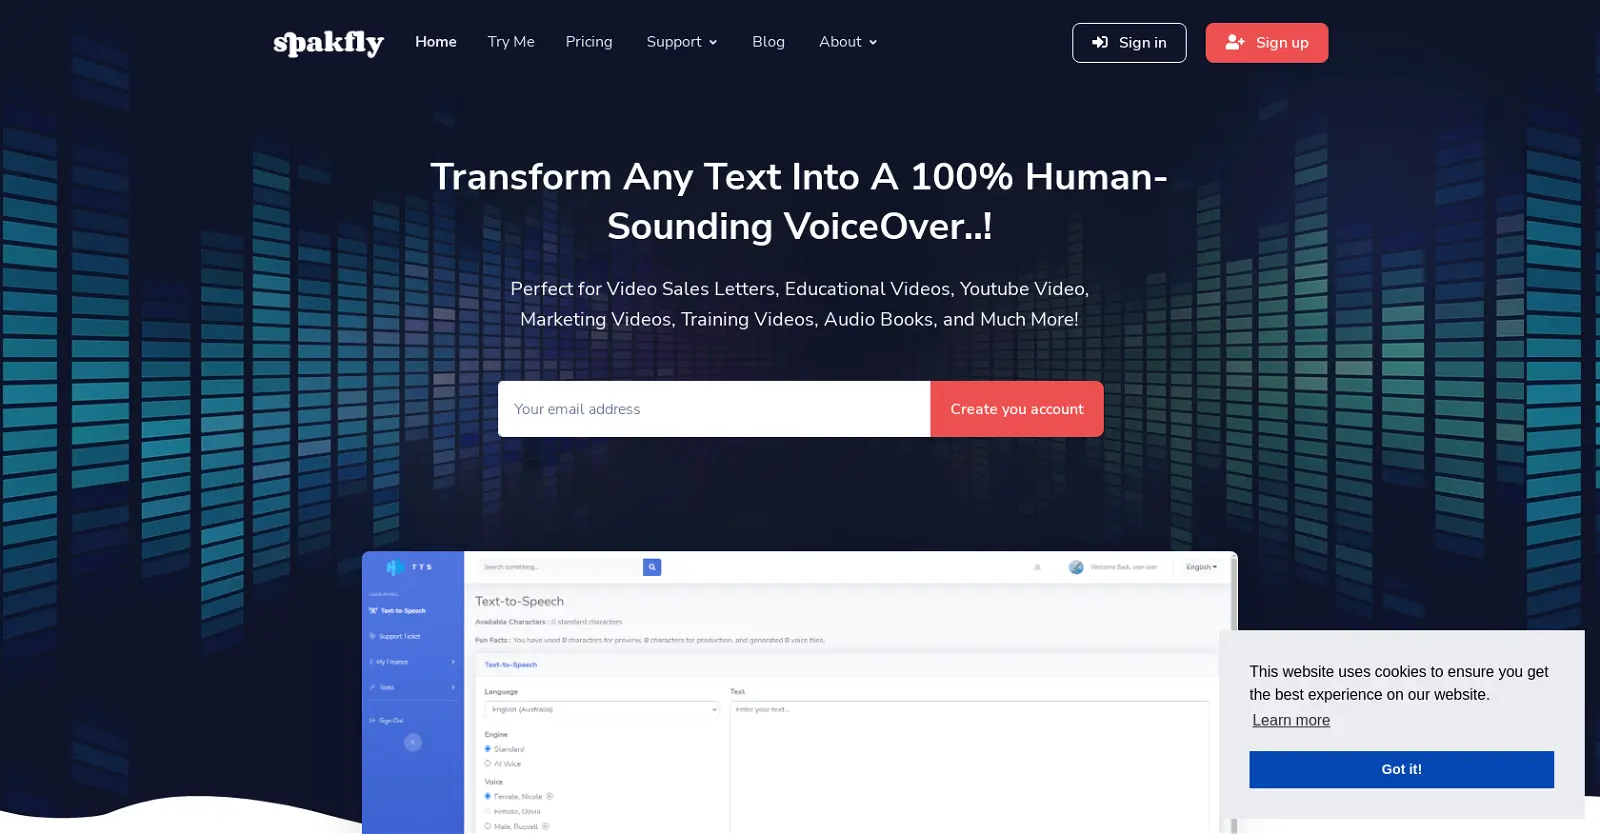 spakfly
Home Try Me Pricing Support Blog About
Sign in
Sign up
Transform Any Text Into A 100% Human-
Sounding VoiceOver..!
Perfect for Video Sales Letters, Educational Videos, Youtube Video,
Marketing Videos, Training Videos, Audio Books, and Much More!
Your email address
Create you account
TTS
Search something...
Welcome Back, user user
English
Text-to-Speech
Support Ticket
My Finance
Tools
Sign Out
Text-to-Speech
Available Characters : 0 standard characters
Fun Facts : You have used 0 characters for preview, 0 characters for production, and generated 0 voice files.
Text-to-Speech
Language
English (Australia)
Engine
Standard
AI Voice
Voice
Female, Nicole
Female, Olivia
Male, Russell
Text
Enter your text...
This website uses cookies to ensure you get
the best experience on our website.
Learn more
Got it!